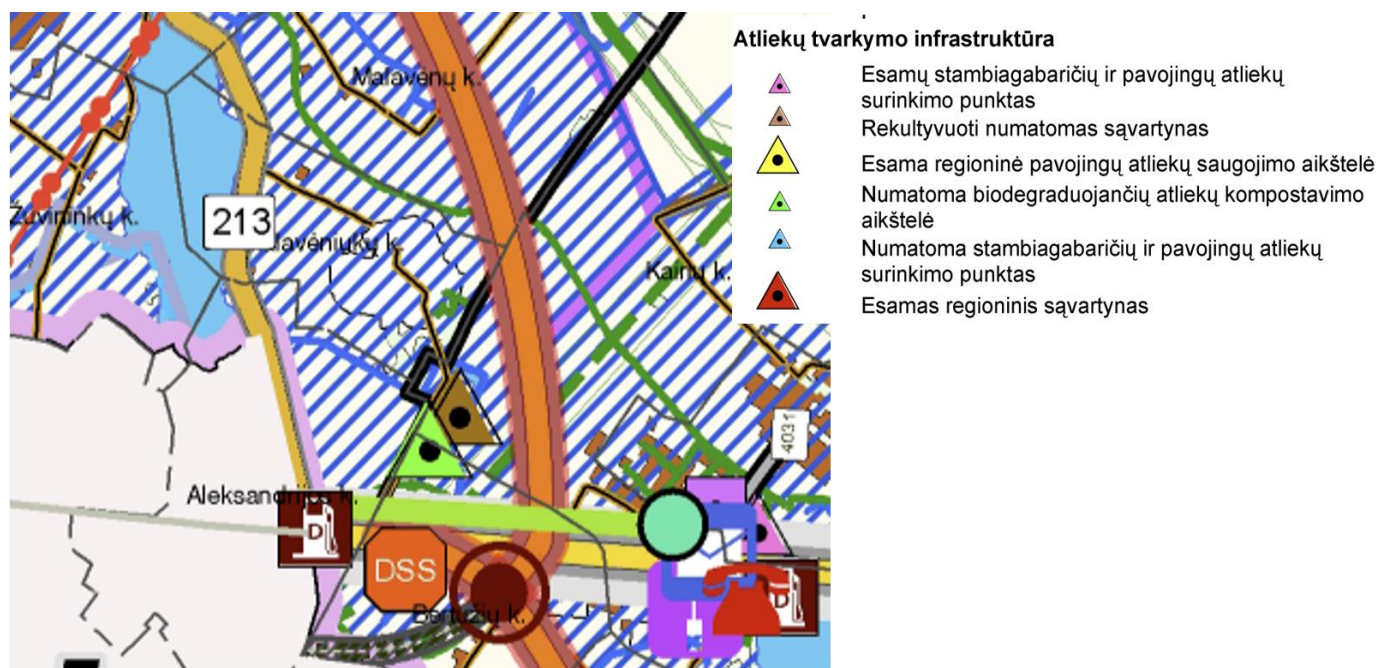 Malavėnų k.
Žuvininkų k.
213
Kairių k.
4031
Aleksandrijos k.
D
DSS
D
Bertužių k.
Atliekų tvarkymo infrastruktūra
Esamų stambiagabaričių ir pavojingų atliekų
surinkimo punktas
Rekultyvuoti numatomas sąvartynas
Esama regioninė pavojingų atliekų saugojimo aikštelė
Numatoma biodegraduojančių atliekų kompostavimo
aikštelė
Numatoma stambiagabaričių ir pavojingų atliekų
surinkimo punktas
Esamas regioninis sąvartynas